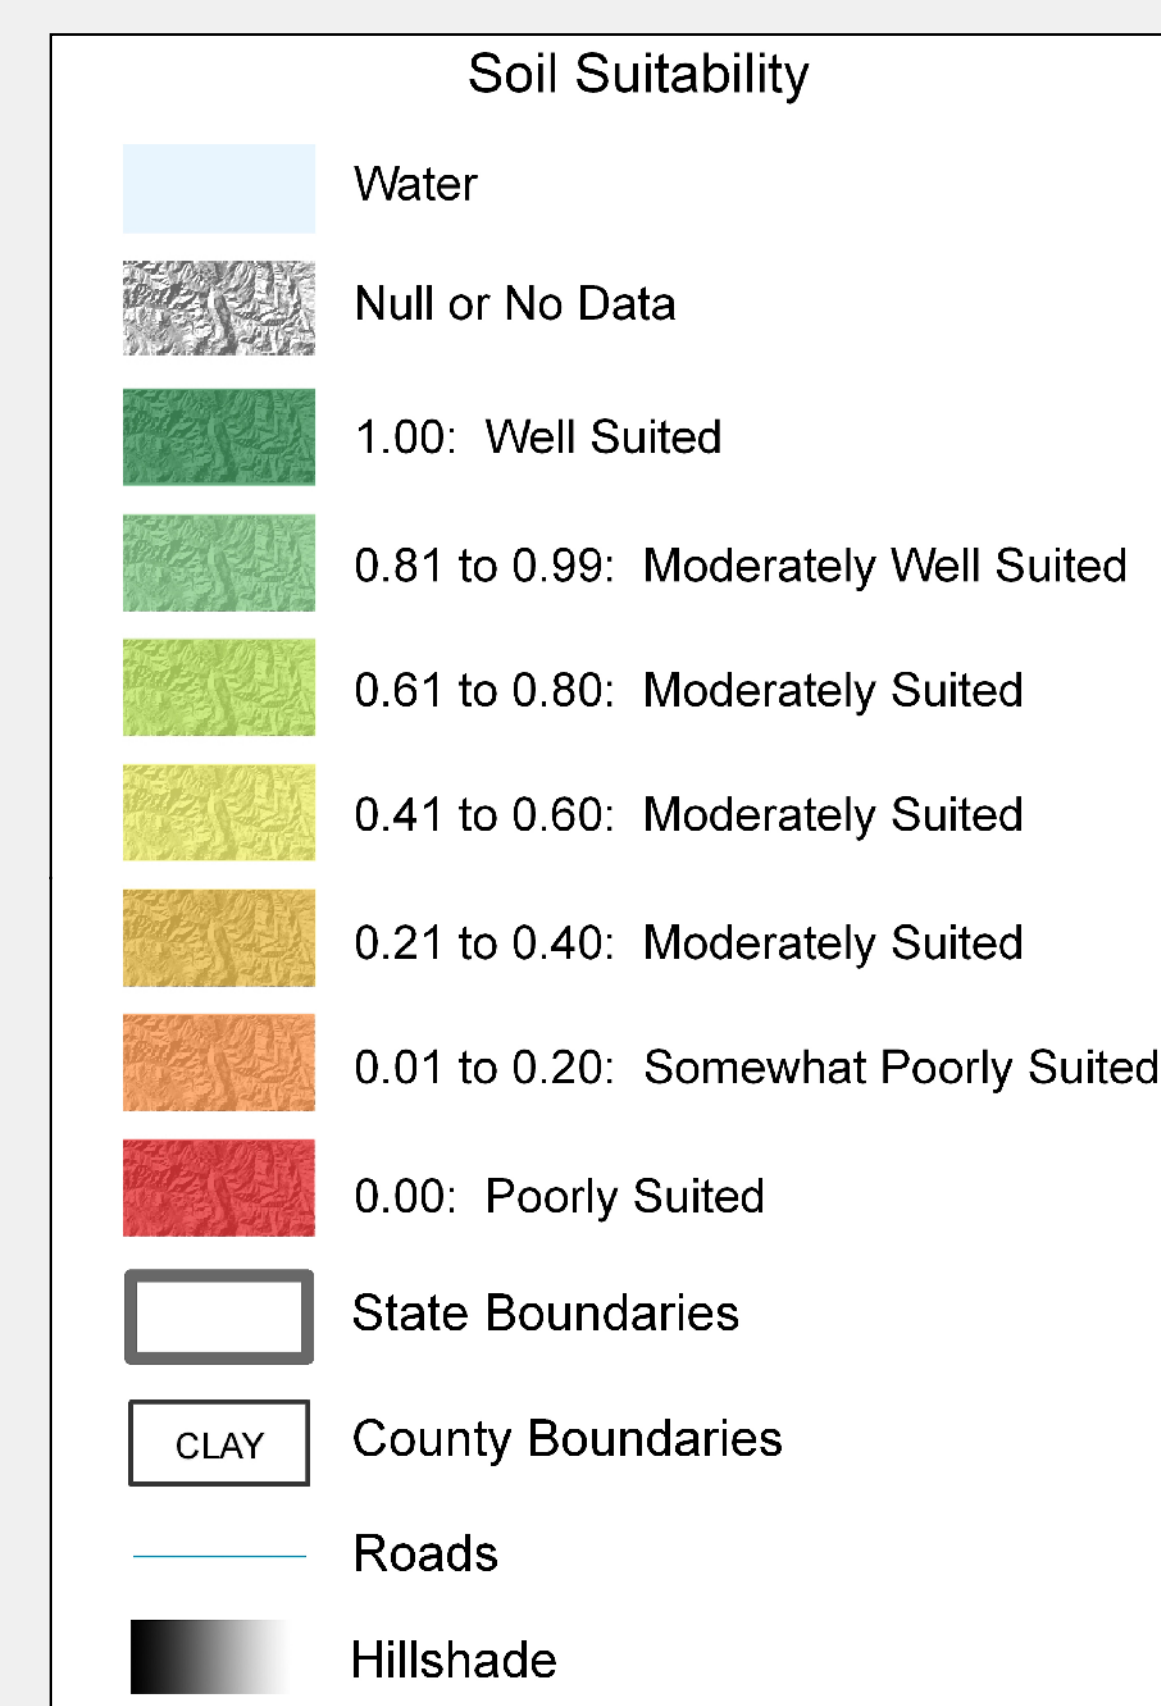 Soil Suitability
Water
Null or No Data
1.00: Well Suited
0.81 to 0.99: Moderately Well Suited
0.61 to 0.80: Moderately Suited
0.41 to 0.60: Moderately Suited
0.21 to 0.40: Moderately Suited
0.01 to 0.20: Somewhat Poorly Suited
0.00: Poorly Suited
State Boundaries
CLAY County Boundaries
Roads
Hillshade